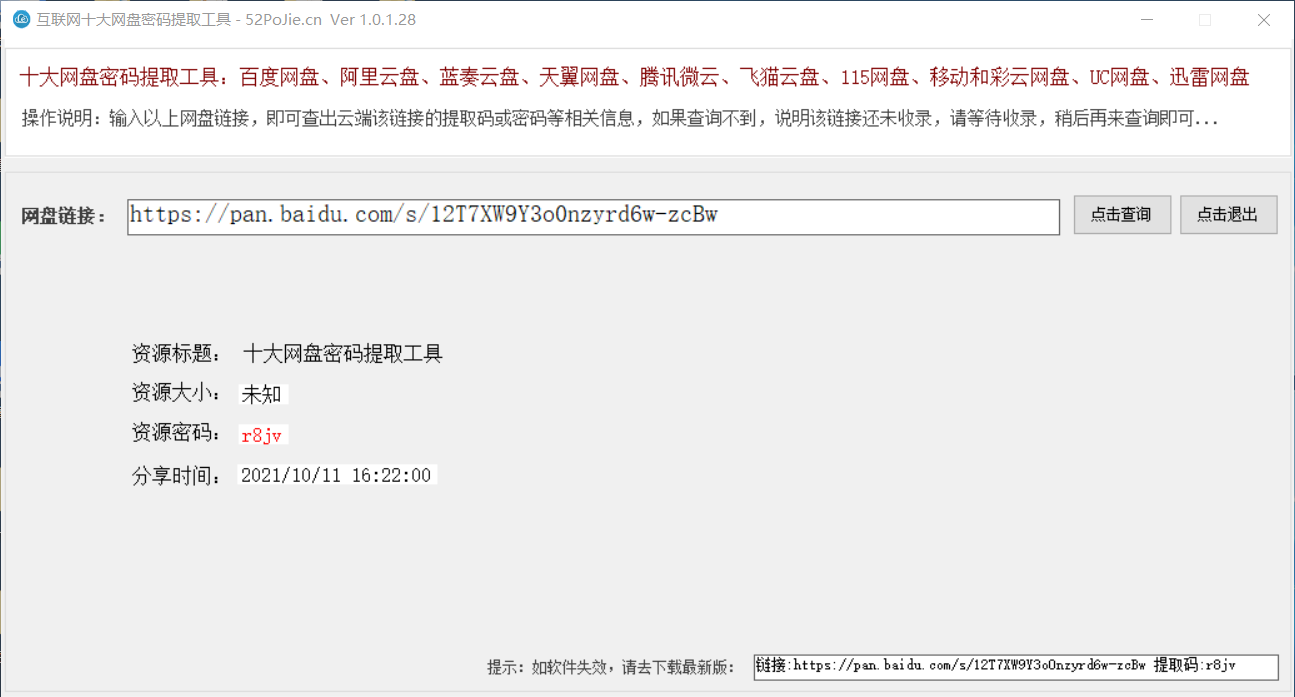 互联网十大网盘密码提取工具 - 52PoJie.cn  Ver 1.0.1.28
十大网盘密码提取工具：百度网盘、阿里云盘、蓝奏云盘、天翼网盘、腾讯微云、飞猫云盘、115网盘、移动和彩云网盘、UC网盘、迅雷网盘
操作说明：输入以上网盘链接，即可查出云端该链接的提取码或密码等相关信息，如果查询不到，说明该链接还未收录，请等待收录，稍后再来查询即可...
网盘链接： https://pan.baidu.com/s/12T7XW9Y3oOnzyrd6w-zcBw 点击查询 点击退出
资源标题： 十大网盘密码提取工具
资源大小： 未知
资源密码： r8jv
分享时间： 2021/10/11 16:22:00
提示：如软件失效，请去下载最新版： 链接:https://pan.baidu.com/s/12T7XW9Y3oOnzyrd6w-zcBw 提取码:r8jv